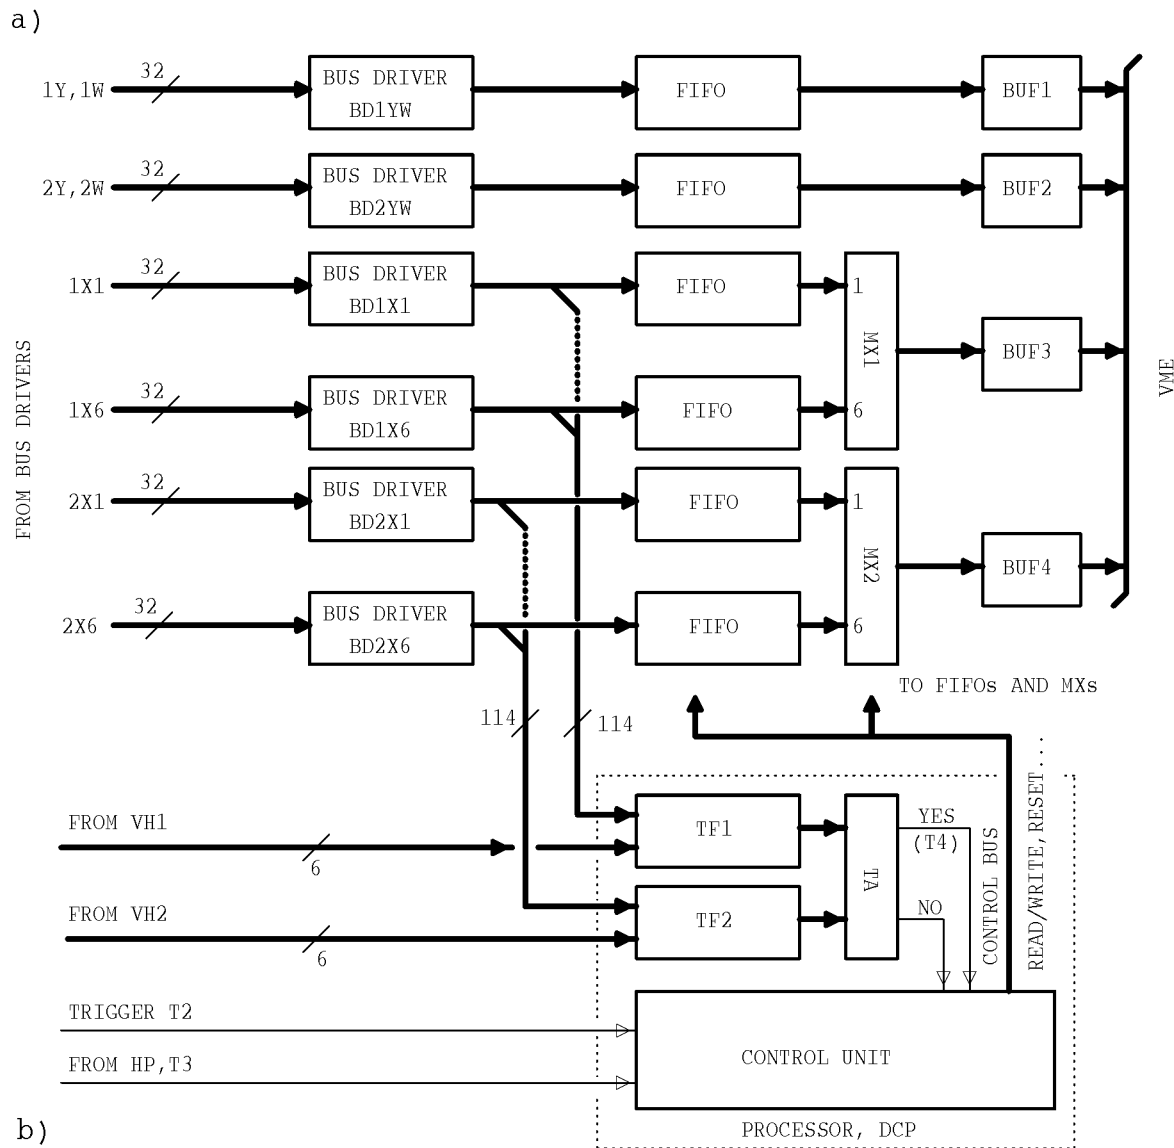 a)
32
1Y,1W
BUS DRIVER
BD1YW
FIFO
BUF1
32
2Y,2W
BUS DRIVER
BD2YW
FIFO
BUF2
32
1X1
BUS DRIVER
BD1X1
FIFO
1
MX1
BUF3
VME
FROM BUS DRIVERS
32
1X6
BUS DRIVER
BD1X6
FIFO
6
32
2X1
BUS DRIVER
BD2X1
FIFO
1
MX2
BUF4
32
2X6
BUS DRIVER
BD2X6
FIFO
6
TO FIFOs AND MXs
114
114
FROM VH1
6
TF1
TA
YES
(T4)
CONTROL BUS
READ/WRITE,RESET...
FROM VH2
6
TF2
NO
TRIGGER T2
FROM HP,T3
CONTROL UNIT
PROCESSOR, DCP
b)